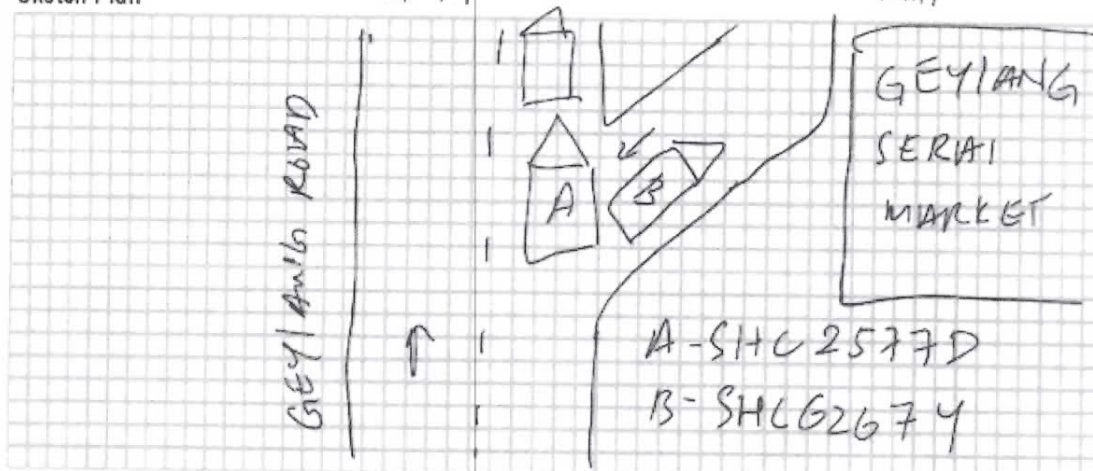 Sketch Plan
GEYLANG ROAD
GEYLANG
SERAI
MARKET
A
B
A-SHC2577D
B-SHC6267Y